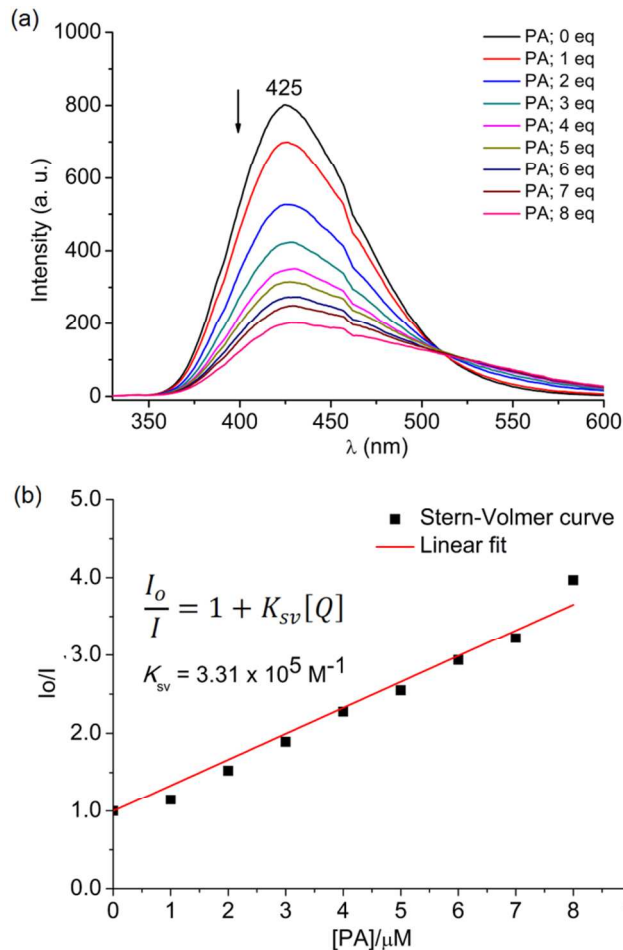 (a)
1000
800
600
400
200
0
Intensity (a. u.)
425
PA; 0 eq
PA; 1 eq
PA; 2 eq
PA; 3 eq
PA; 4 eq
PA; 5 eq
PA; 6 eq
PA; 7 eq
PA; 8 eq
350 400 450 500 550 600
λ (nm)
(b)
5.0
4.0
3.0
2.0
1.0
0.0
Io/I
Stern-Volmer curve
Linear fit
I_o/I = 1 + K_sv[Q]
K_sv = 3.31 x 10^5 M^-1
0 1 2 3 4 5 6 7 8
[PA]/μM